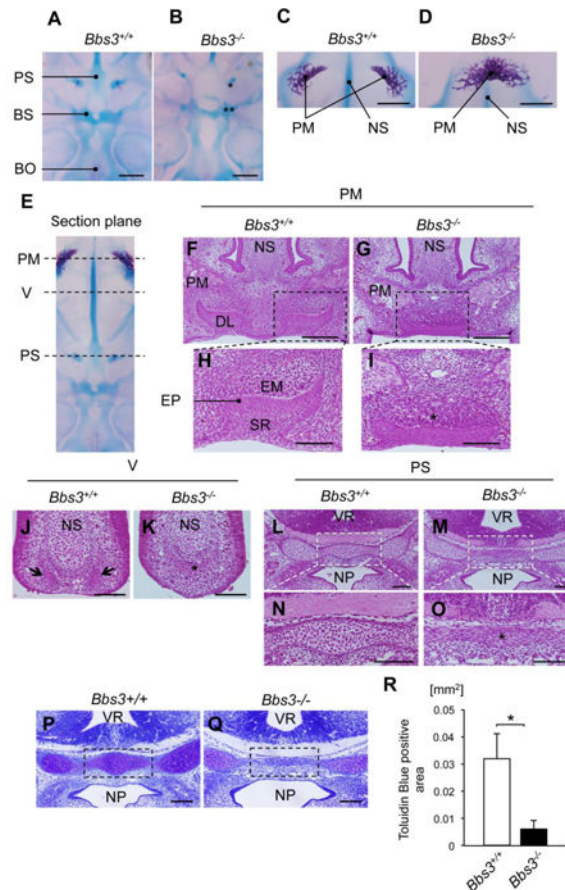 A B C D
Bbs3+/+ Bbs3-/- Bbs3+/+ Bbs3-/-
PS
BS
BO
PM NS PM NS
E
Section plane
PM
V
PS
PM
Bbs3+/+ Bbs3-/-
F NS G NS
PM PM
DL
H I
EM
EP
SR *
V
Bbs3+/+ Bbs3-/-
J NS K NS
*
PS
Bbs3+/+ Bbs3-/-
L VR M VR
NP NP
N O
*
Bbs3+/+ Bbs3-/-
P VR Q VR
NP NP
R
[mm²]
0.05
0.04
0.03
0.02
0.01
0
*
Toluidin Blue positive
area
Bbs3+/+ Bbs3-/-